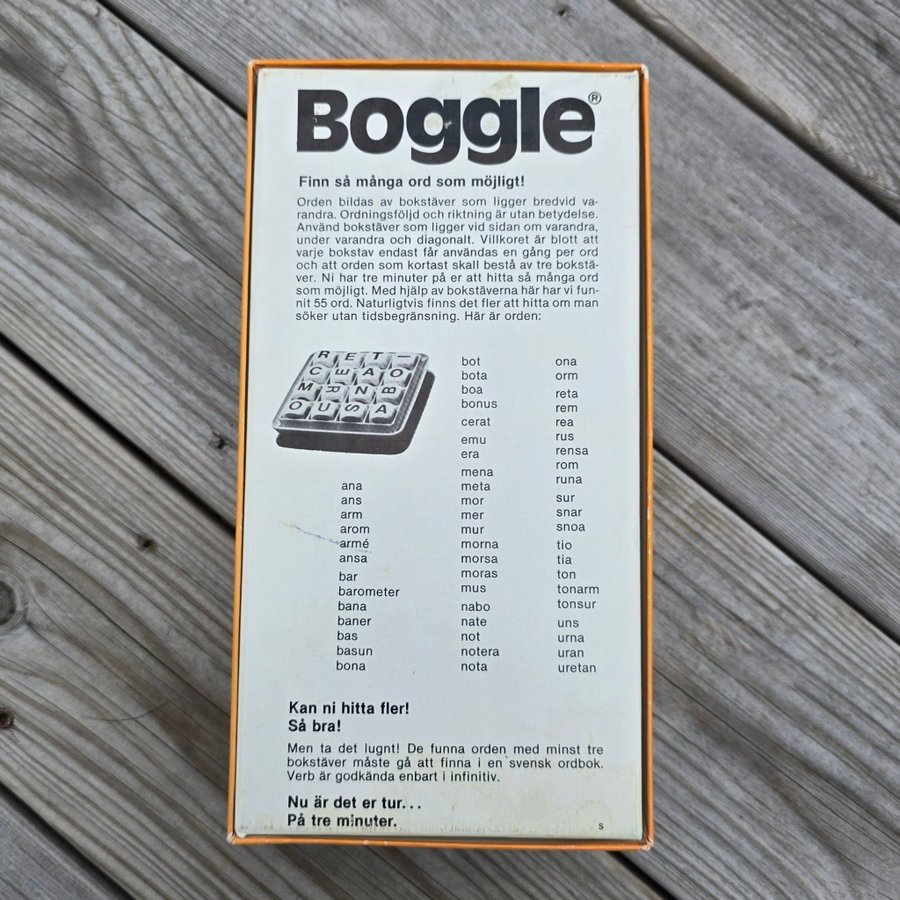 Boggle®
Finn så många ord som möjligt!
Orden bildas av bokstäver som ligger bredvid va-
randra. Ordningsföljd och riktning är utan betydelse.
Använd bokstäver som ligger vid sidan om varandra,
under varandra och diagonalt. Villkoret är blott att
varje bokstav endast får användas en gång per ord
och att orden som kortast skall bestå av tre bokstä-
ver. Ni har tre minuter på er att hitta så många ord
som möjligt. Med hjälp av bokstäverna här har vi fun-
nit 55 ord. Naturligtvis finns det fler att hitta om man
söker utan tidsbegränsning. Här är orden:
R E T I
C E A O
M R N B
O U S A
ana
ans
arm
arom
armé
ansa
bar
barometer
bana
baner
bas
basun
bona
bot
bota
boa
bonus
cerat
emu
era
mena
meta
mor
mer
mur
morna
morsa
moras
mus
nabo
nate
not
notera
nota
ona
orm
reta
rem
rea
rus
rensa
rom
runa
sur
snar
snoa
tio
tia
ton
tonarm
tonsur
uns
urna
uran
uretan
Kan ni hitta fler!
Så bra!
Men ta det lugnt! De funna orden med minst tre
bokstäver måste gå att finna i en svensk ordbok.
Verb är godkända enbart i infinitiv.
Nu är det er tur...
På tre minuter.
S